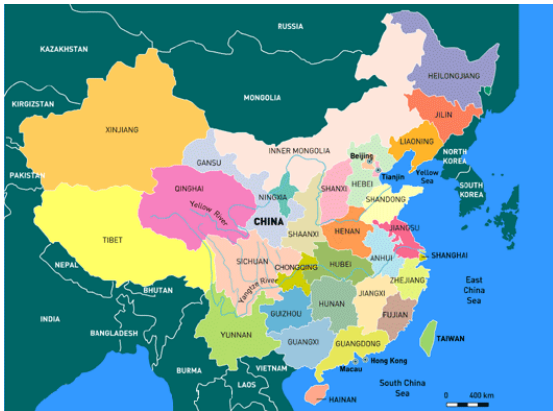 RUSSIA
KAZAKHSTAN
HEILONGJIANG
MONGOLIA
KIRGIZSTAN
JILIN
XINJIANG
LIAONING
INNER MONGOLIA
Beijing
NORTH
KOREA
GANSU
Tianjin
PAKISTAN
Yellow
Sea
QINGHAI
NINGXIA
SHANXI
HEBEI
SOUTH
KOREA
SHANDONG
Yellow River
CHINA
SHAANXI
HENAN
JIANGSU
TIBET
SHANGHAI
ANHUI
SICHUAN
CHONGQING
HUBEI
NEPAL
Yangtze River
ZHEJIANG
East
China
Sea
BHUTAN
JIANGXI
HUNAN
GUIZHOU
FUJIAN
INDIA
BANGLADESH
YUNNAN
GUANGXI
GUANGDONG
TAIWAN
Hong Kong
Macau
BURMA
VIETNAM
LAOS
South China
Sea
HAINAN
0 400 km